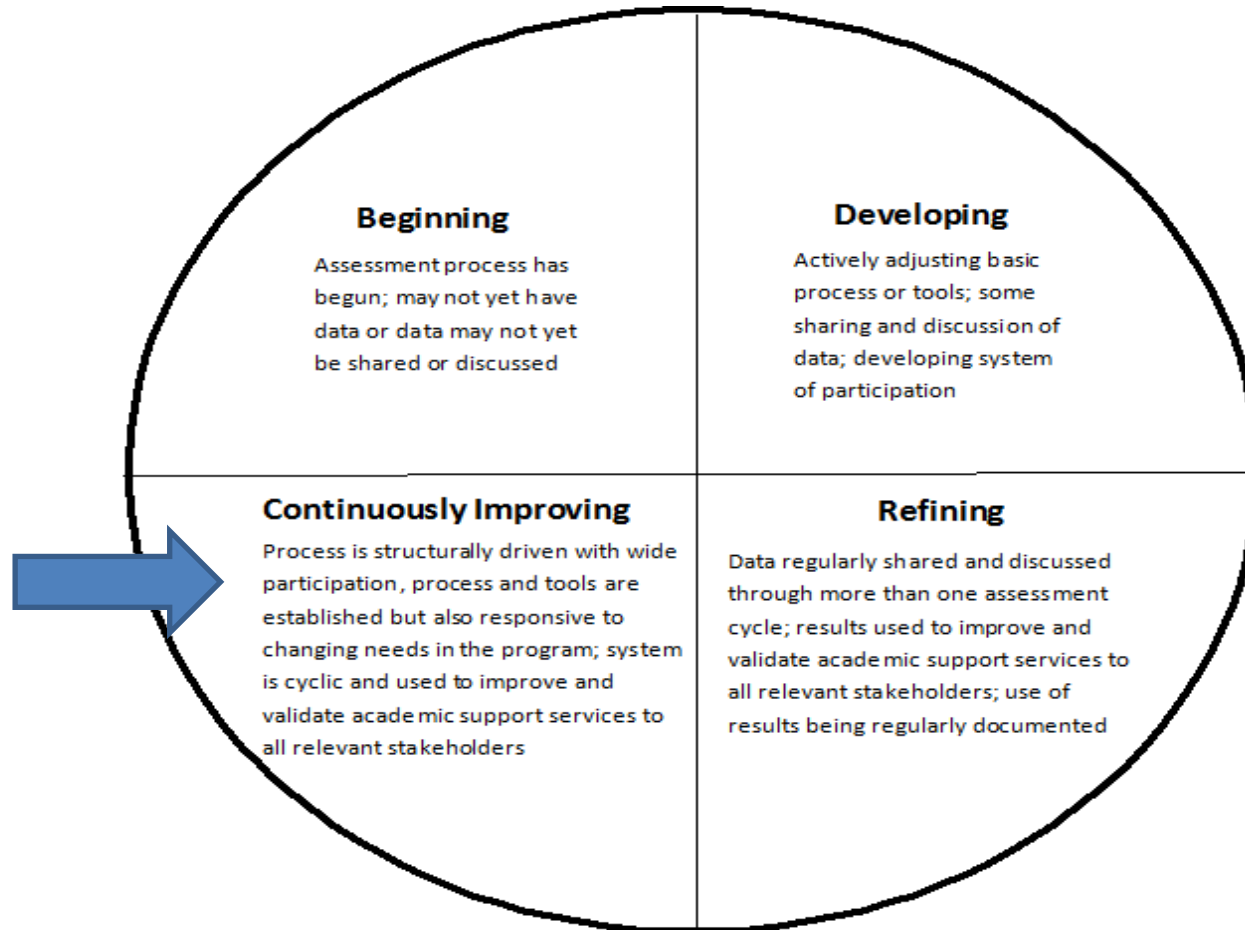 Beginning
Assessment process has
begun; may not yet have
data or data may not yet
be shared or discussed
Developing
Actively adjusting basic
process or tools; some
sharing and discussion of
data; developing system
of participation
Continuously Improving
Process is structurally driven with wide
participation, process and tools are
established but also responsive to
changing needs in the program; system
is cyclic and used to improve and
validate academic support services to
all relevant stakeholders
Refining
Data regularly shared and discussed
through more than one assessment
cycle; results used to improve and
validate academic support services to
all relevant stakeholders; use of
results being regularly documented